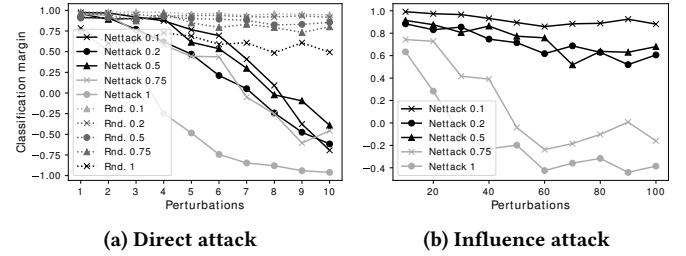 Classification margin
1.00
0.75
0.50
0.25
0.00
−0.25
−0.50
−0.75
−1.00
Nettack 0.1
Nettack 0.2
Nettack 0.5
Nettack 0.75
Nettack 1
Rnd. 0.1
Rnd. 0.2
Rnd. 0.5
Rnd. 0.75
Rnd. 1
1 2 3 4 5 6 7 8 9 10
Perturbations
(a) Direct attack
1.0
0.8
0.6
0.4
0.2
0.0
−0.2
−0.4
Nettack 0.1
Nettack 0.2
Nettack 0.5
Nettack 0.75
Nettack 1
20 40 60 80 100
Perturbations
(b) Influence attack